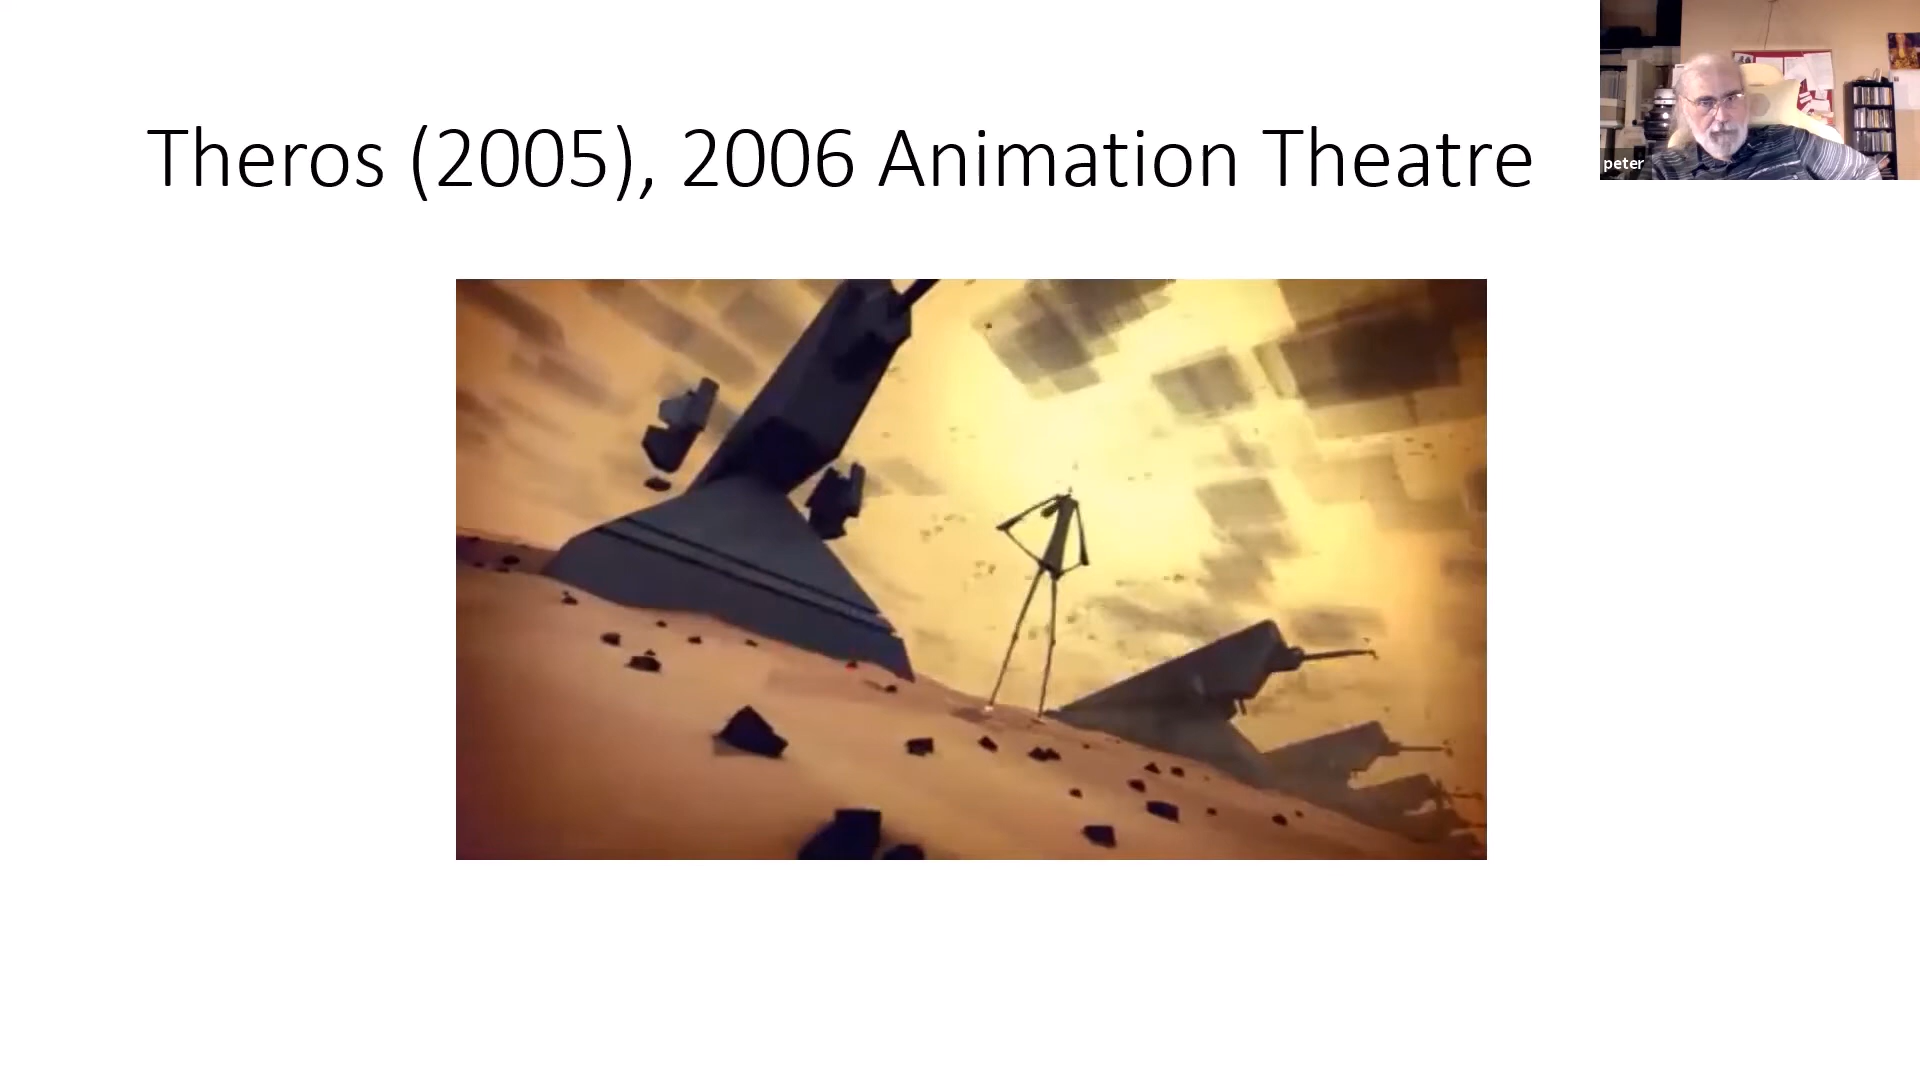 Theros (2005), 2006 Animation Theatre
peter